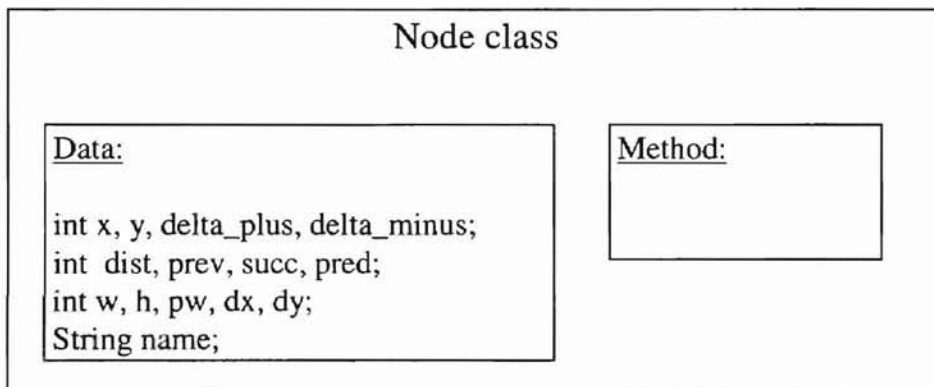 Node class
Data:
int x, y, delta_plus, delta_minus;
int dist, prev, succ, pred;
int w, h, pw, dx, dy;
String name;
Method: